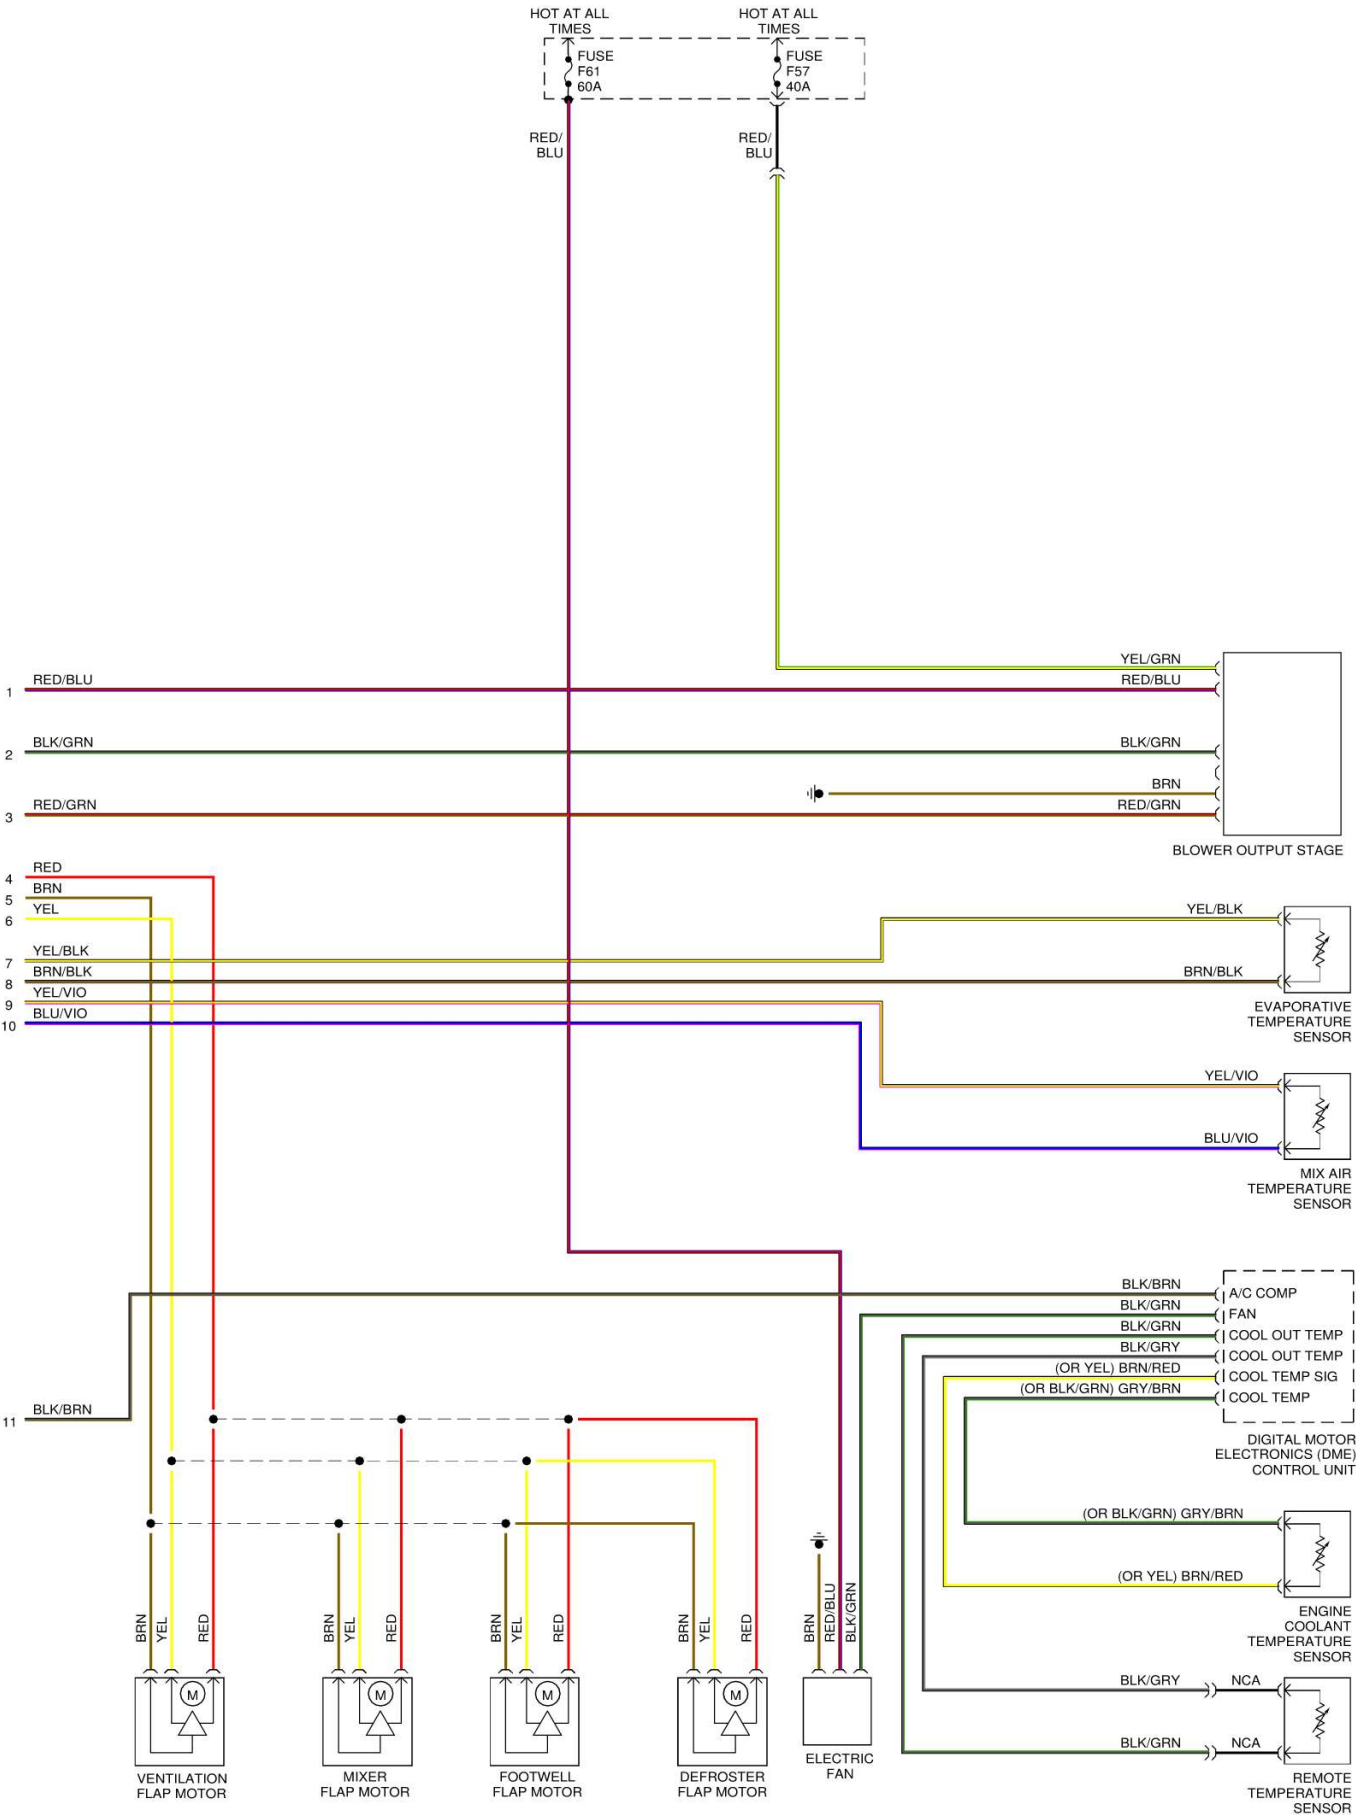 HOT AT ALL
TIMES
HOT AT ALL
TIMES
FUSE
F61
60A
FUSE
F57
40A
RED/
BLU
RED/
BLU
YEL/GRN
1
RED/BLU
RED/BLU
2
BLK/GRN
BLK/GRN
BRN
3
RED/GRN
RED/GRN
BLOWER OUTPUT STAGE
4
RED
5
BRN
6
YEL
YEL/BLK
7
YEL/BLK
8
BRN/BLK
BRN/BLK
9
YEL/VIO
10
BLU/VIO
EVAPORATIVE
TEMPERATURE
SENSOR
YEL/VIO
BLU/VIO
MIX AIR
TEMPERATURE
SENSOR
BLK/BRN
A/C COMP
BLK/GRN
FAN
BLK/GRN
COOL OUT TEMP
BLK/GRY
COOL OUT TEMP
(OR YEL) BRN/RED
COOL TEMP SIG
(OR BLK/GRN) GRY/BRN
COOL TEMP
11
BLK/BRN
DIGITAL MOTOR
ELECTRONICS (DME)
CONTROL UNIT
(OR BLK/GRN) GRY/BRN
(OR YEL) BRN/RED
ENGINE
COOLANT
TEMPERATURE
SENSOR
BRN
YEL
RED
BRN
YEL
RED
BRN
YEL
RED
BRN
YEL
RED
BRN
RED/BLU
BLK/GRN
BLK/GRY
NCA
M
M
M
M
BLK/GRN
NCA
VENTILATION
FLAP MOTOR
MIXER
FLAP MOTOR
FOOTWELL
FLAP MOTOR
DEFROSTER
FLAP MOTOR
ELECTRIC
FAN
REMOTE
TEMPERATURE
SENSOR